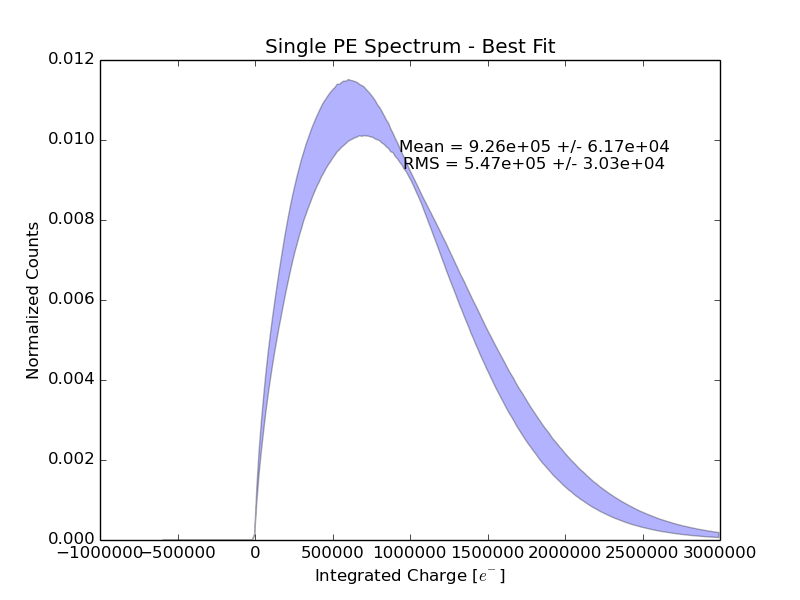 Single PE Spectrum - Best Fit
0.012
0.010
0.008
0.006
0.004
0.002
0.000
Normalized Counts
Mean = 9.26e+05 +/- 6.17e+04
RMS = 5.47e+05 +/- 3.03e+04
−1000000 −500000 0 500000 1000000 1500000 2000000 2500000 3000000
Integrated Charge [e⁻]